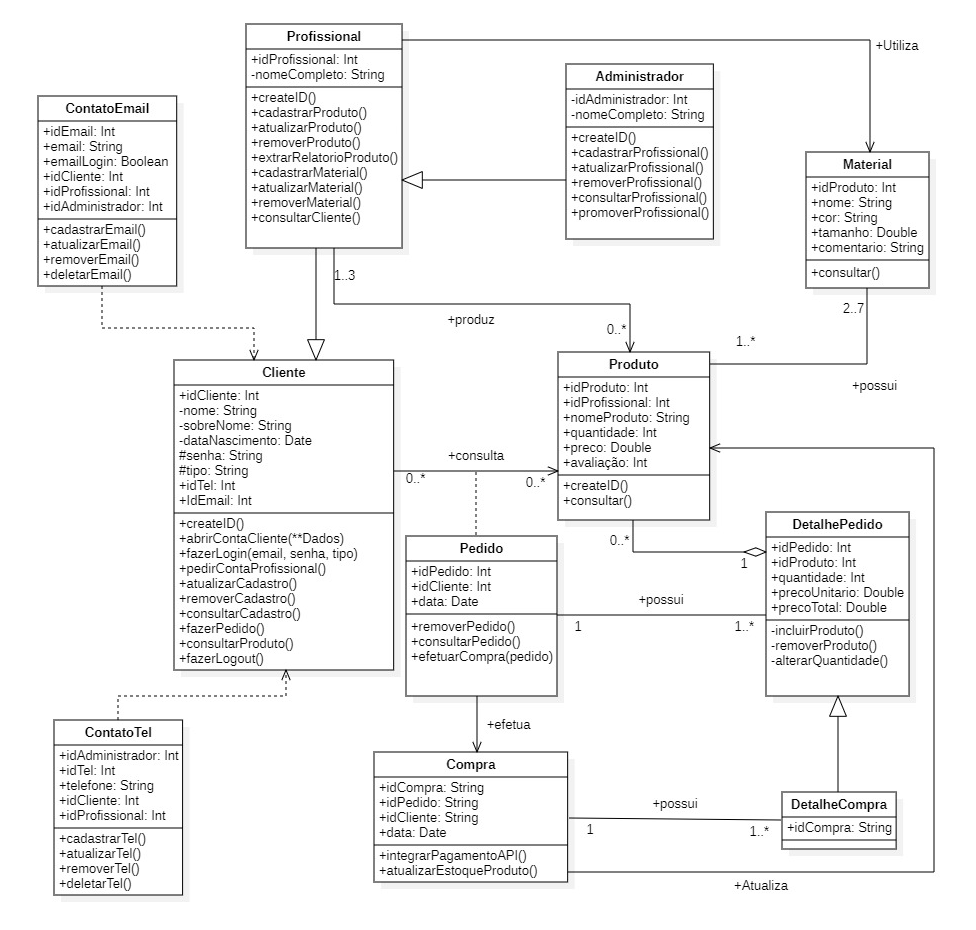 Profissional
+idProfissional: Int
-nomeCompleto: String
+createID()
+cadastrarProduto()
+atualizarProduto()
+removerProduto()
+extrarRelatorioProduto()
+cadastrarMaterial()
+atualizarMaterial()
+removerMaterial()
+consultarCliente()
+Utiliza
Administrador
-idAdministrador: Int
-nomeCompleto: String
+createID()
+cadastrarProfissional()
+atualizarProfissional()
+removerProfissional()
+consultarProfissional()
+promoverProfissional()
ContatoEmail
+idEmail: Int
+email: String
+emailLogin: Boolean
+idCliente: Int
+idProfissional: Int
+idAdministrador: Int
+cadastrarEmail()
+atualizarEmail()
+removerEmail()
+deletarEmail()
Material
+idProduto: Int
+nome: String
+cor: String
+tamanho: Double
+comentario: String
+consultar()
1..3
+produz
0..*
2..7
1..*
+possui
Cliente
+idCliente: Int
-nome: String
-sobreNome: String
-dataNascimento: Date
#senha: String
#tipo: String
+idTel: Int
+IdEmail: Int
+createID()
+abrirContaCliente(**Dados)
+fazerLogin(email, senha, tipo)
+pedirContaProfissional()
+atualizarCadastro()
+removerCadastro()
+consultarCadastro()
+fazerPedido()
+consultarProduto()
+fazerLogout()
Produto
+idProduto: Int
+idProfissional: Int
+nomeProduto: String
+quantidade: Int
+preco: Double
+avaliação: Int
+createID()
+consultar()
+consulta
0..*
0..*
0..*
1
DetalhePedido
+idPedido: Int
+idProduto: Int
+quantidade: Int
+precoUnitario: Double
+precoTotal: Double
-incluirProduto()
-removerProduto()
-alterarQuantidade()
Pedido
+idPedido: Int
+idCliente: Int
+data: Date
+removerPedido()
+consultarPedido()
+efetuarCompra(pedido)
+possui
1
1..*
+efetua
ContatoTel
+idAdministrador: Int
+idTel: Int
+telefone: String
+idCliente: Int
+idProfissional: Int
+cadastrarTel()
+atualizarTel()
+removerTel()
+deletarTel()
Compra
+idCompra: String
+idPedido: String
+idCliente: String
+data: Date
+integrarPagamentoAPI()
+atualizarEstoqueProduto()
+possui
1
1..*
DetalheCompra
+idCompra: String
+Atualiza